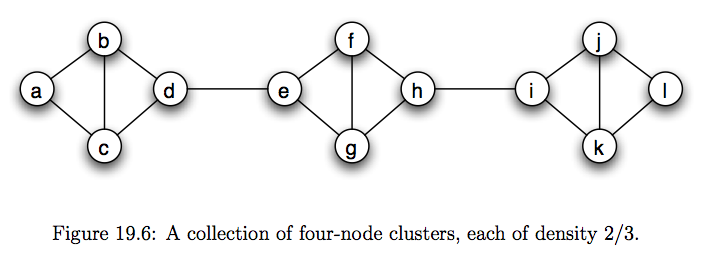 b f j
a d e h i l
c g k
Figure 19.6: A collection of four-node clusters, each of density 2/3.